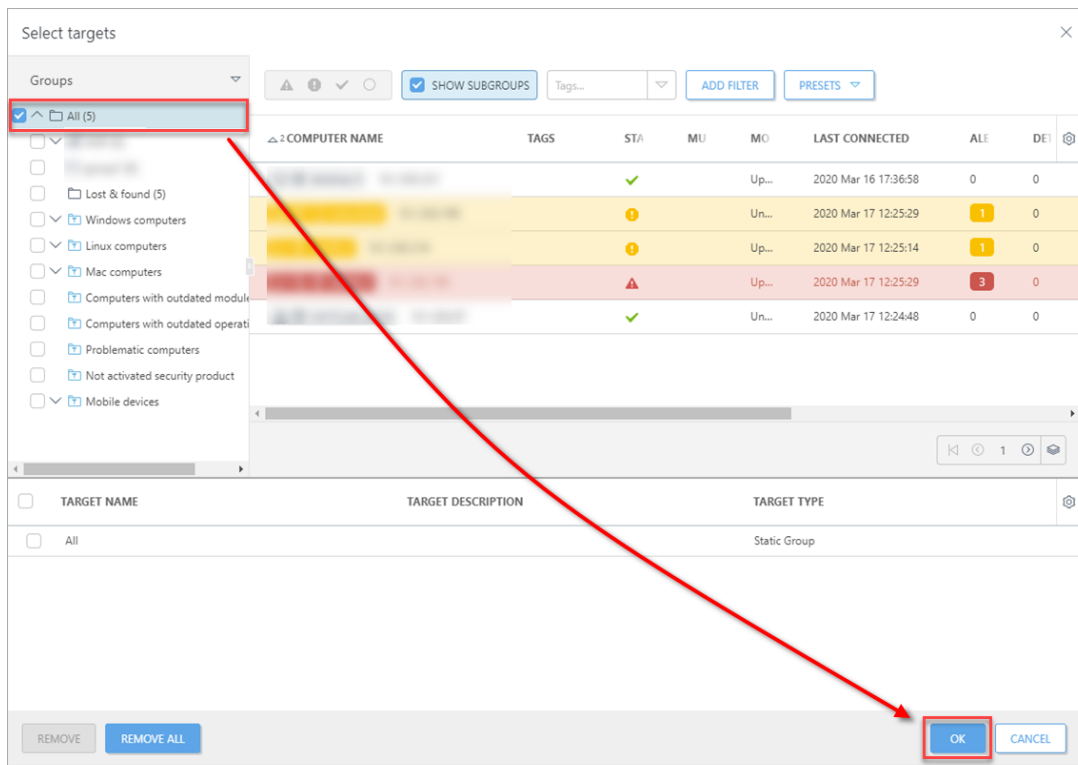 Select targets
Groups
SHOW SUBGROUPS
Tags...
ADD FILTER
PRESETS
All (5)
Lost & found (5)
Windows computers
Linux computers
Mac computers
Computers with outdated module
Computers with outdated operati
Problematic computers
Not activated security product
Mobile devices
2 COMPUTER NAME TAGS STA MU MO LAST CONNECTED ALE DET
Up... 2020 Mar 16 17:36:58 0 0
Un... 2020 Mar 17 12:25:29 1 0
Up... 2020 Mar 17 12:25:14 1 0
Up... 2020 Mar 17 12:25:29 3 0
Un... 2020 Mar 17 12:24:48 0 0
1
TARGET NAME TARGET DESCRIPTION TARGET TYPE
All Static Group
REMOVE REMOVE ALL OK CANCEL